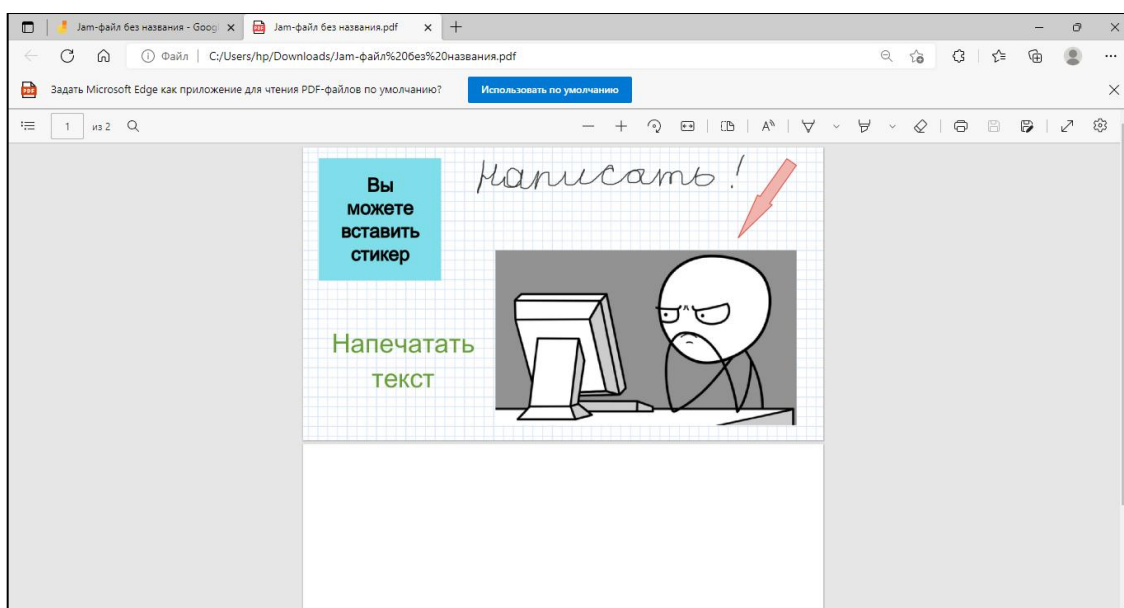 Jam-файл без названия - Goog
Jam-файл без названия.pdf
Файл | C:/Users/hp/Downloads/Jam-файл%20без%20названия.pdf
Задать Microsoft Edge как приложение для чтения PDF-файлов по умолчанию?
Использовать по умолчанию
1 из 2
Вы
можете
вставить
стикер
Написать!
Напечатать
текст